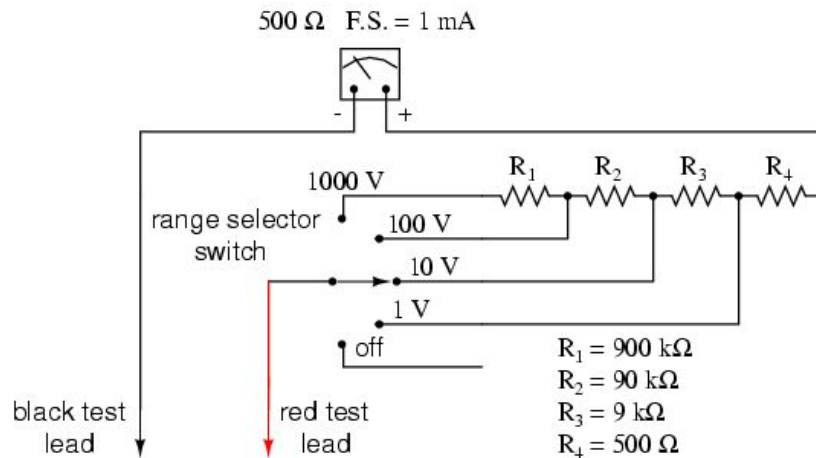 500 Ω F.S. = 1 mA
- +
R₁ R₂ R₃ R₄
1000 V
range selector
switch
100 V
10 V
1 V
off
R₁ = 900 kΩ
R₂ = 90 kΩ
R₃ = 9 kΩ
R₄ = 500 Ω
black test
lead
red test
lead